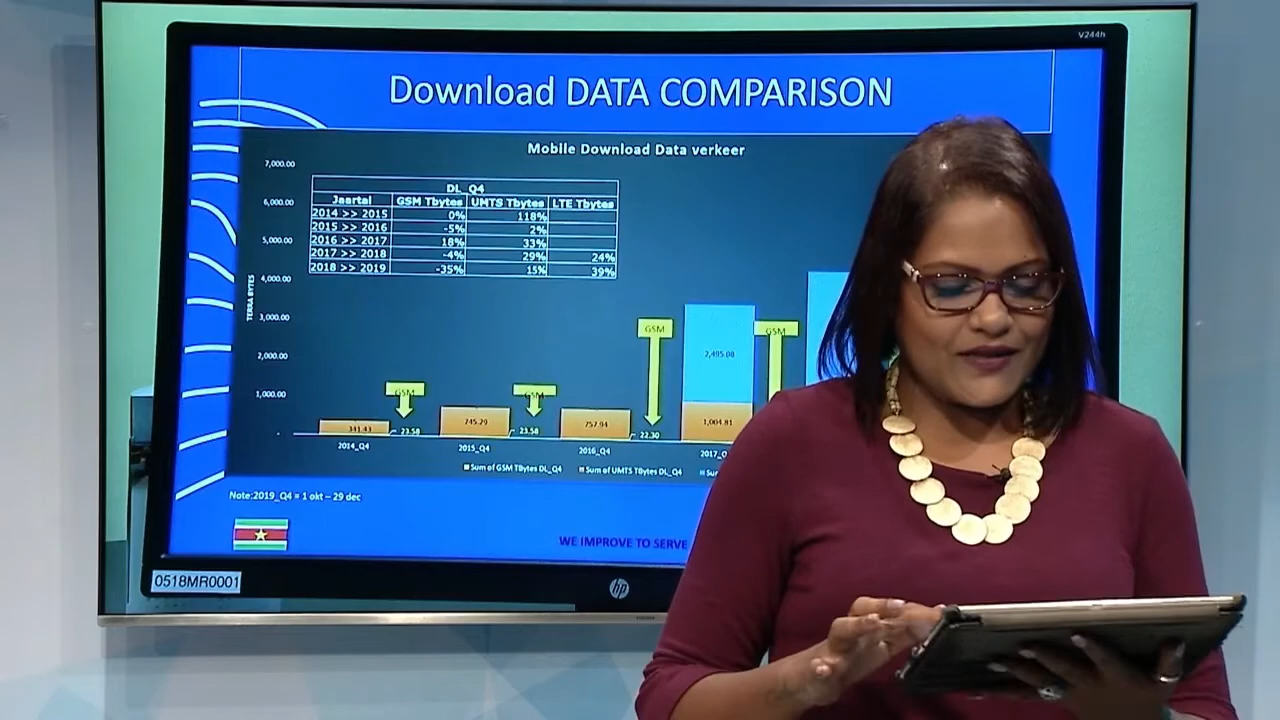 V244h
Download DATA COMPARISON
Mobile Download Data verkeer
7,000.00
6,000.00
5,000.00
4,000.00
3,000.00
2,000.00
1,000.00
-
TERRA BYTES
DL_Q4
Jaartal GSM Tbytes UMTS Tbytes LTE Tbytes
2014 >> 2015 0% 118%
2015 >> 2016 -5% 2%
2016 >> 2017 18% 33%
2017 >> 2018 -4% 29% 24%
2018 >> 2019 -35% 15% 39%
GSM GSM GSM GSM
2,495.08
341.43 23.58 745.29 23.58 757.94 22.30 1,004.81
2014_Q4 2015_Q4 2016_Q4 2017_Q
Sum of GSM TBytes DL_Q4 Sum of UMTS TBytes DL_Q4
Note:2019_Q4 = 1 okt – 29 dec
WE IMPROVE TO SERVE
0518MR0001
hp